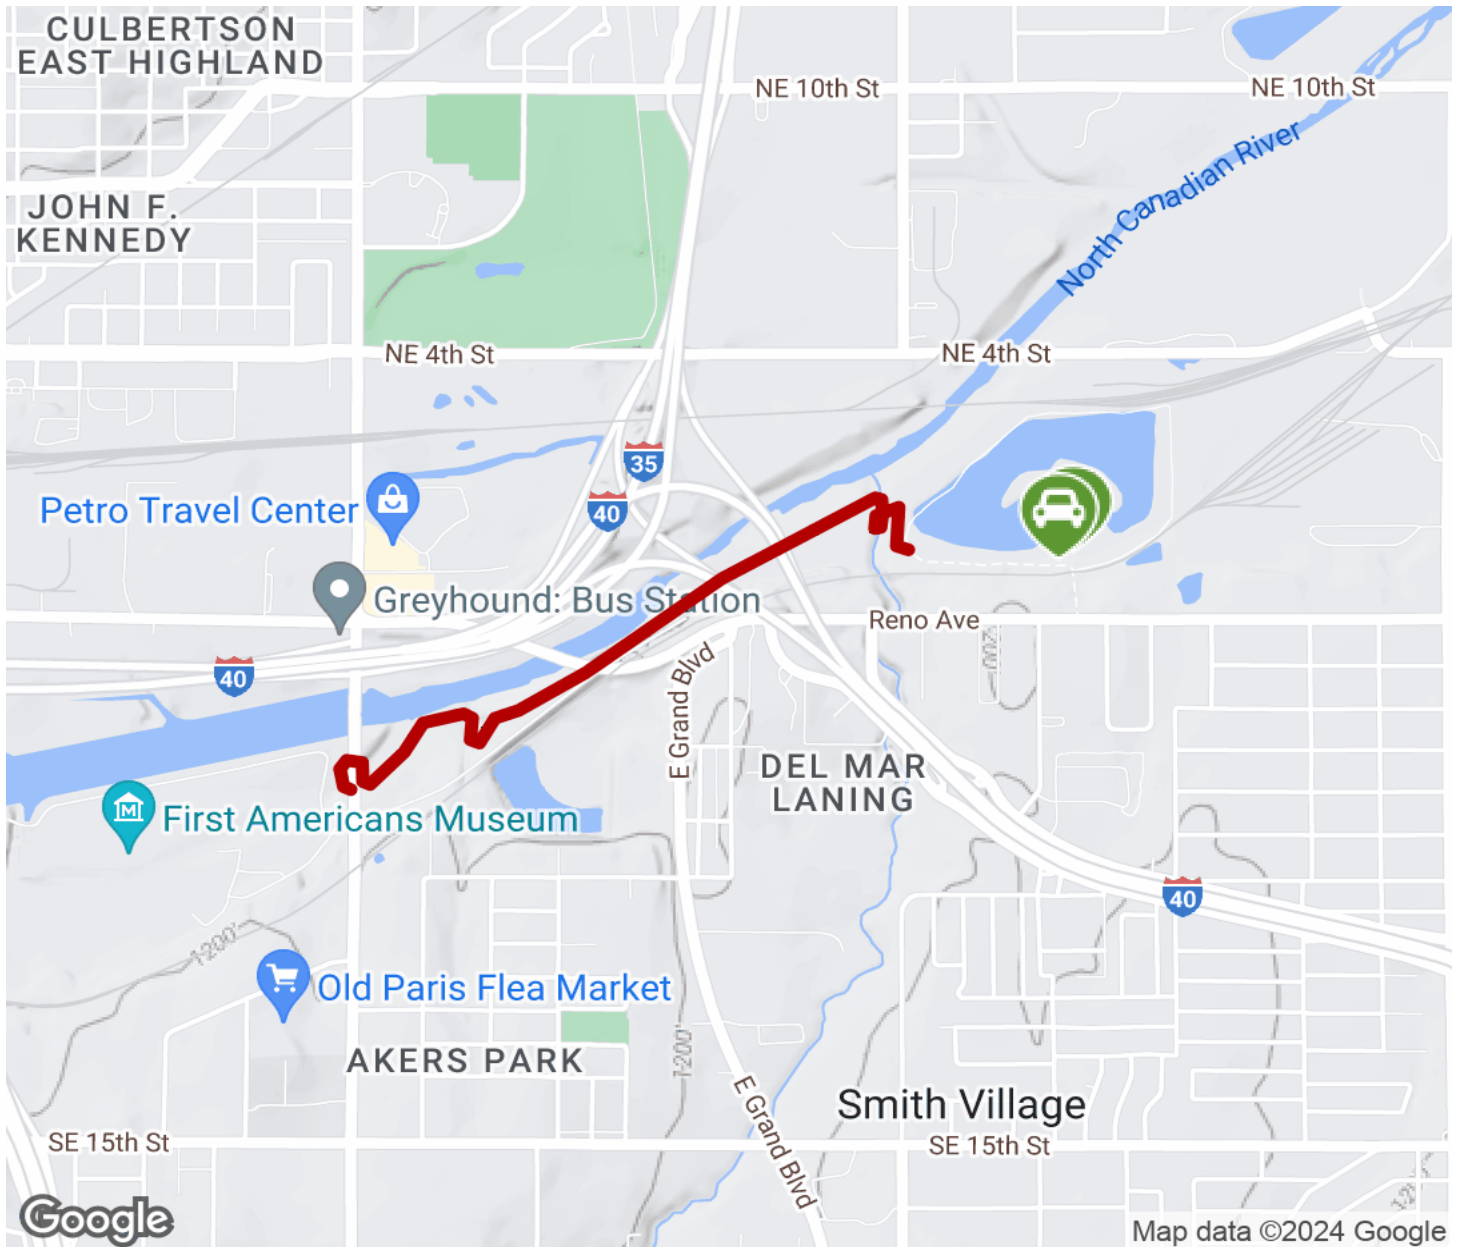 CULBERTSON
EAST HIGHLAND
NE 10th St
NE 10th St
North Canadian River
JOHN F.
KENNEDY
NE 4th St
NE 4th St
35
40
Petro Travel Center
Greyhound: Bus Station
Reno Ave
1200'
40
E Grand Blvd
DEL MAR
LANING
First Americans Museum
M
40
1200'
Old Paris Flea Market
AKERS PARK
1200'
E Grand Blvd
Smith Village
SE 15th St
SE 15th St
Google
Map data ©2024 Google